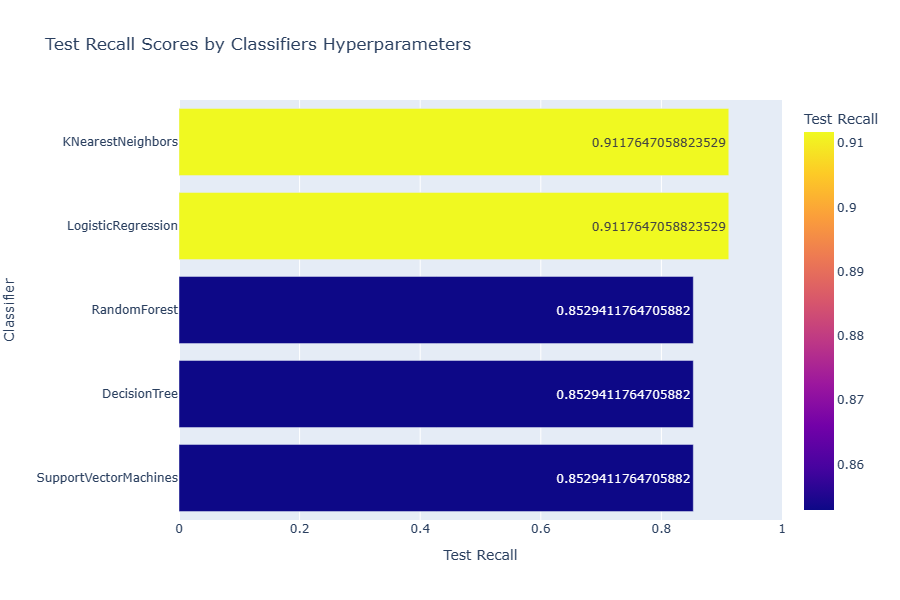 Test Recall Scores by Classifiers Hyperparameters
KNearestNeighbors
0.9117647058823529
LogisticRegression
0.9117647058823529
RandomForest
0.8529411764705882
DecisionTree
0.8529411764705882
SupportVectorMachines
0.8529411764705882
Classifier
0
0.2
0.4
0.6
0.8
1
Test Recall
Test Recall
0.91
0.9
0.89
0.88
0.87
0.86